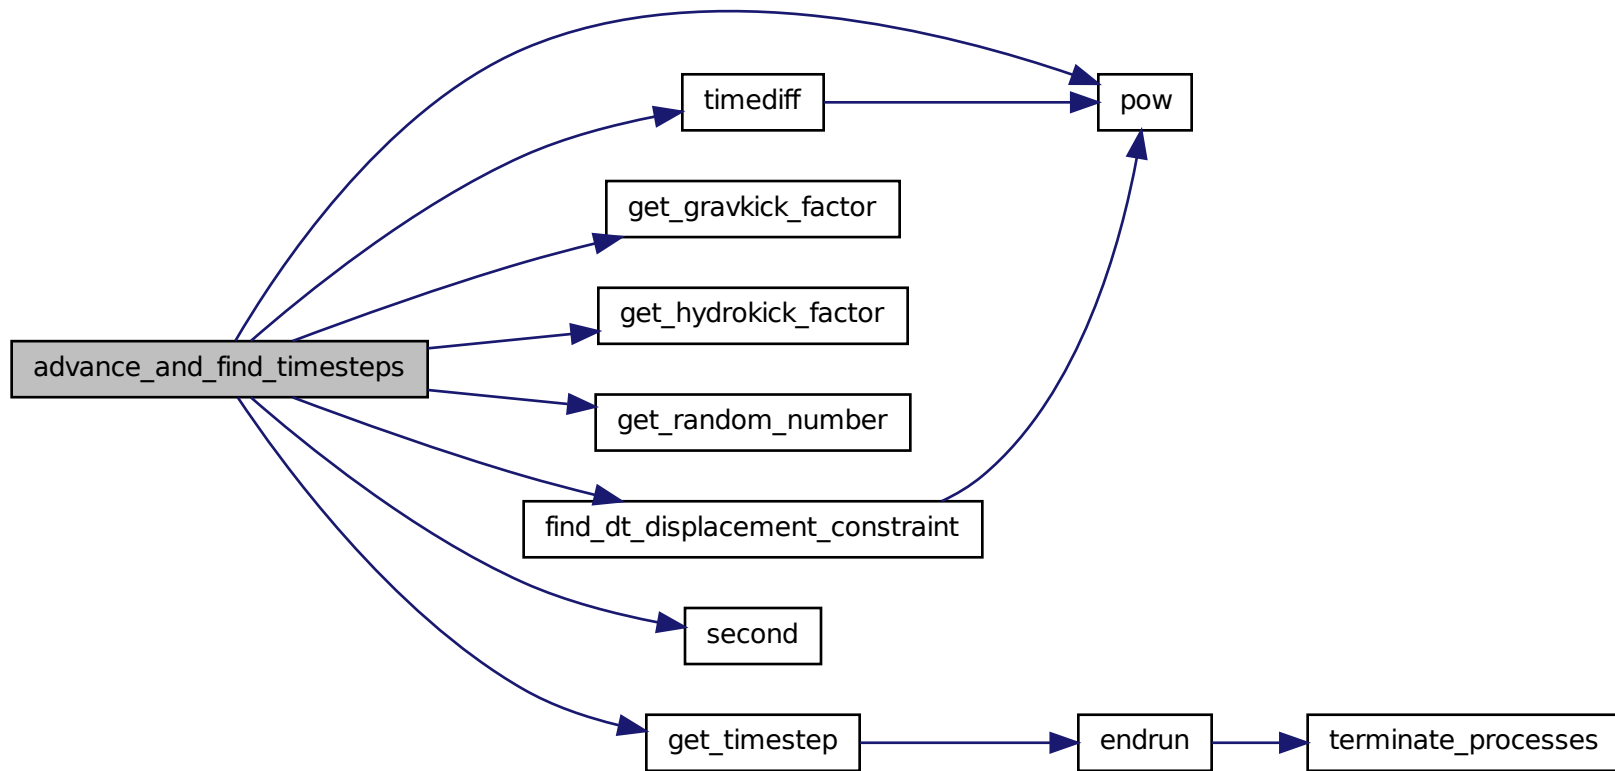 timediff
pow
get_gravkick_factor
get_hydrokick_factor
advance_and_find_timesteps
get_random_number
find_dt_displacement_constraint
second
get_timestep
endrun
terminate_processes